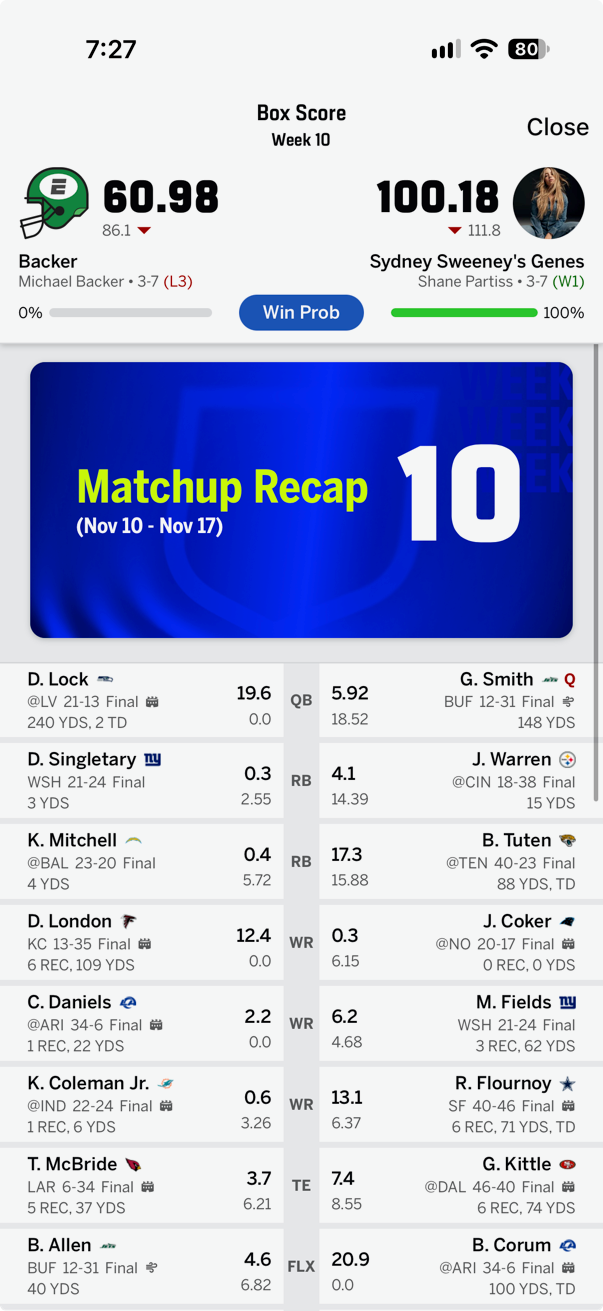 7:27
80
Box Score
Close
Week 10
E
60.98
100.18
86.1
111.8
Backer
Sydney Sweeney's Genes
Michael Backer • 3-7 (L3)
Shane Partiss • 3-7 (W1)
0%
Win Prob
100%
WEEK
WEEK
WEEK
Matchup Recap
10
(Nov 10 - Nov 17)
D. Lock
@LV 21-13 Final
240 YDS, 2 TD
19.6
0.0
QB
5.92
18.52
G. Smith Q
BUF 12-31 Final
148 YDS
D. Singletary
WSH 21-24 Final
3 YDS
0.3
2.55
RB
4.1
14.39
J. Warren
@CIN 18-38 Final
15 YDS
K. Mitchell
@BAL 23-20 Final
4 YDS
0.4
5.72
RB
17.3
15.88
B. Tuten
@TEN 40-23 Final
88 YDS, TD
D. London
KC 13-35 Final
6 REC, 109 YDS
12.4
0.0
WR
0.3
6.15
J. Coker
@NO 20-17 Final
0 REC, 0 YDS
C. Daniels
@ARI 34-6 Final
1 REC, 22 YDS
2.2
0.0
WR
6.2
4.68
M. Fields
WSH 21-24 Final
3 REC, 62 YDS
K. Coleman Jr.
@IND 22-24 Final
1 REC, 6 YDS
0.6
3.26
WR
13.1
6.37
R. Flournoy
SF 40-46 Final
6 REC, 71 YDS, TD
T. McBride
LAR 6-34 Final
5 REC, 37 YDS
3.7
6.21
TE
7.4
8.55
G. Kittle
@DAL 46-40 Final
6 REC, 74 YDS
B. Allen
BUF 12-31 Final
40 YDS
4.6
6.82
FLX
20.9
0.0
B. Corum
@ARI 34-6 Final
100 YDS, TD